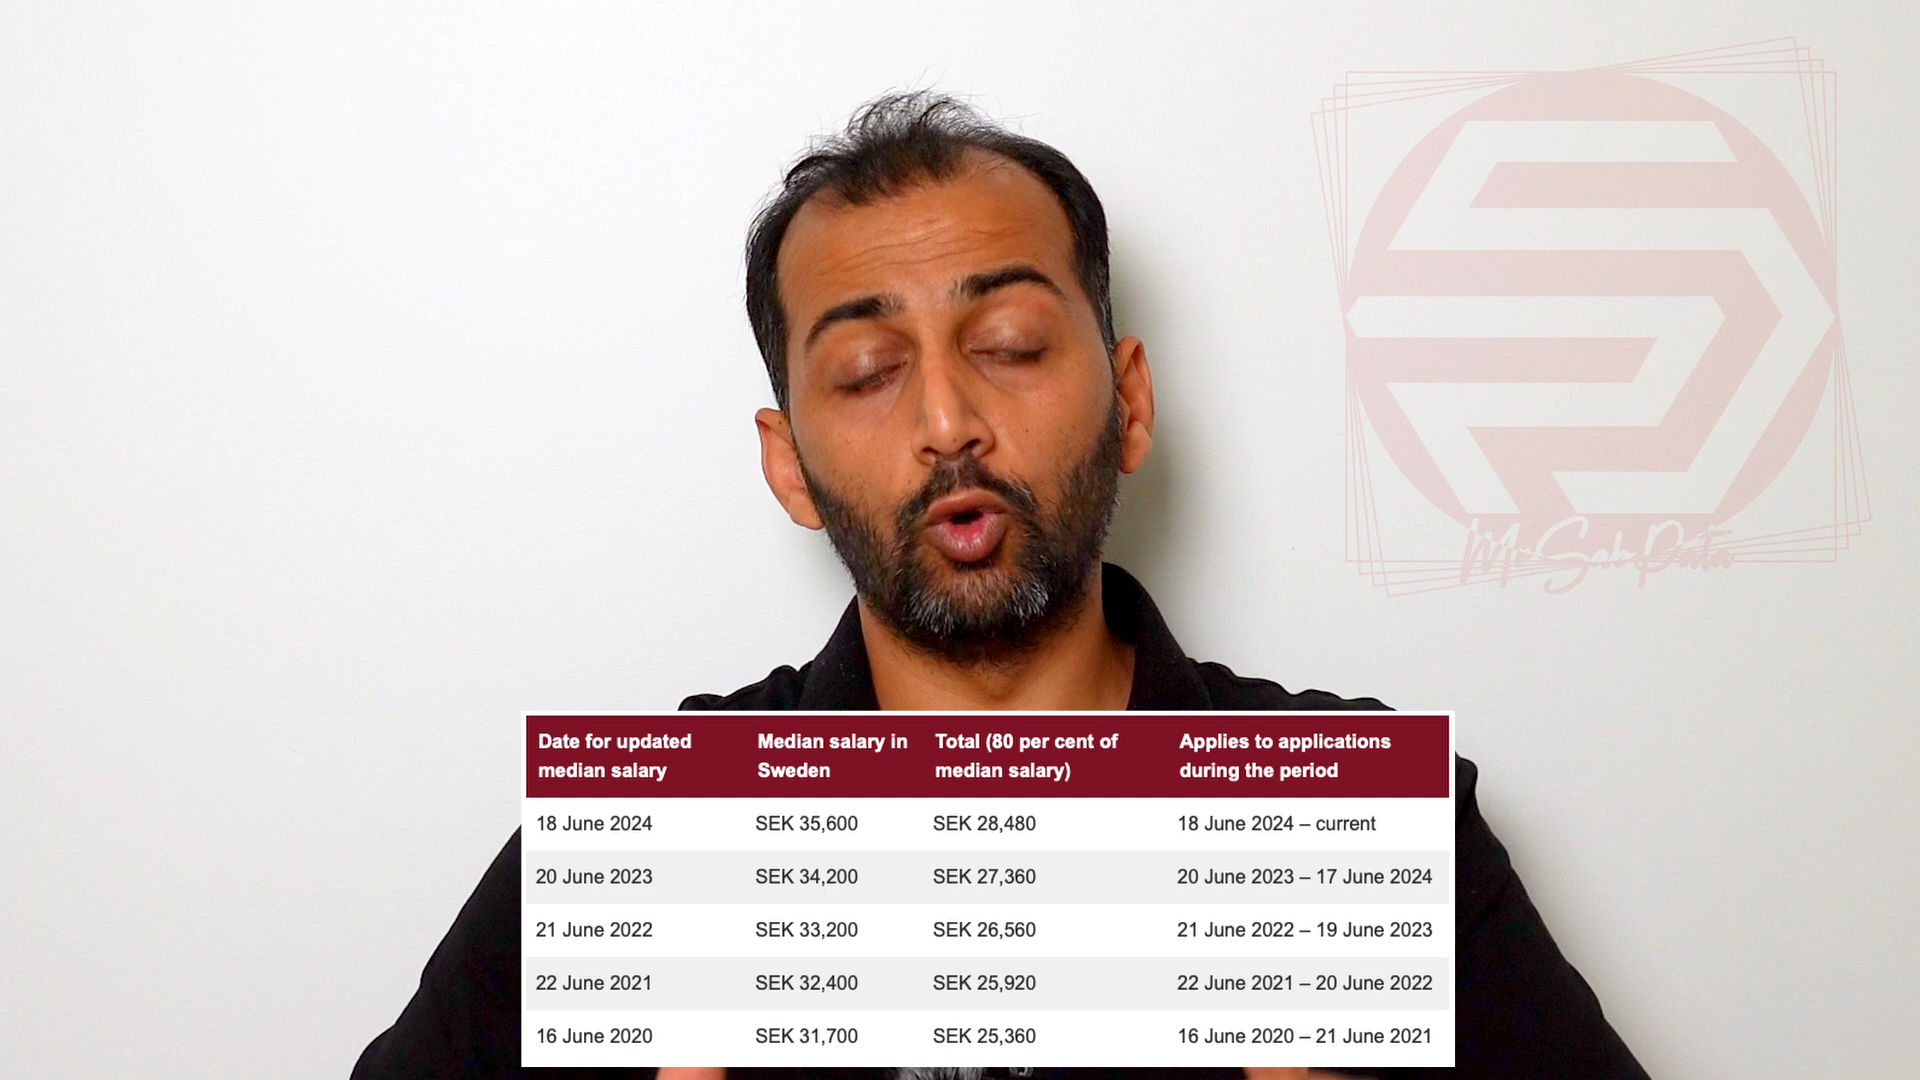 Mr Sab Pata
Date for updated median salary
Median salary in Sweden
Total (80 per cent of median salary)
Applies to applications during the period
18 June 2024 SEK 35,600 SEK 28,480 18 June 2024 – current
20 June 2023 SEK 34,200 SEK 27,360 20 June 2023 – 17 June 2024
21 June 2022 SEK 33,200 SEK 26,560 21 June 2022 – 19 June 2023
22 June 2021 SEK 32,400 SEK 25,920 22 June 2021 – 20 June 2022
16 June 2020 SEK 31,700 SEK 25,360 16 June 2020 – 21 June 2021